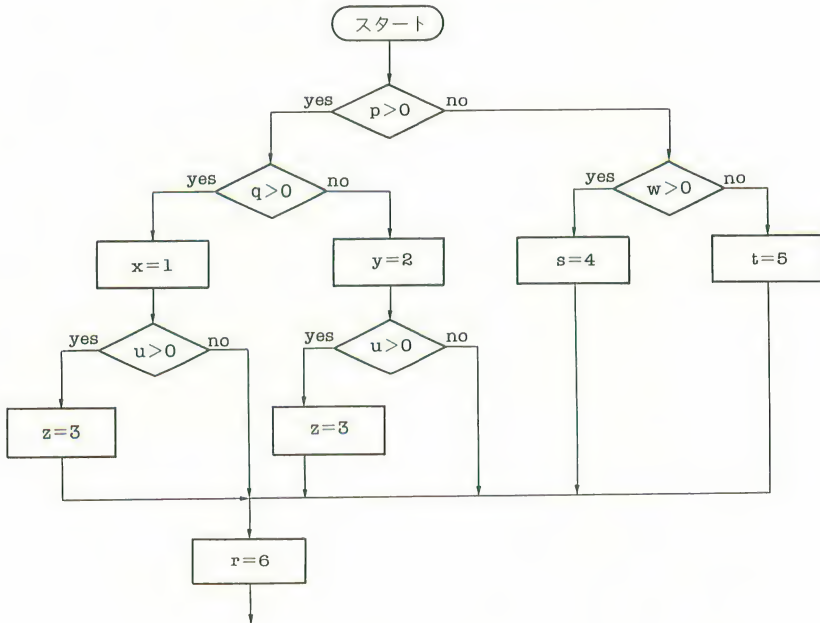 スタート
p>0
yes
no
q>0
yes
no
w>0
yes
no
x=1
y=2
s=4
t=5
u>0
yes
no
u>0
yes
no
z=3
z=3
r=6